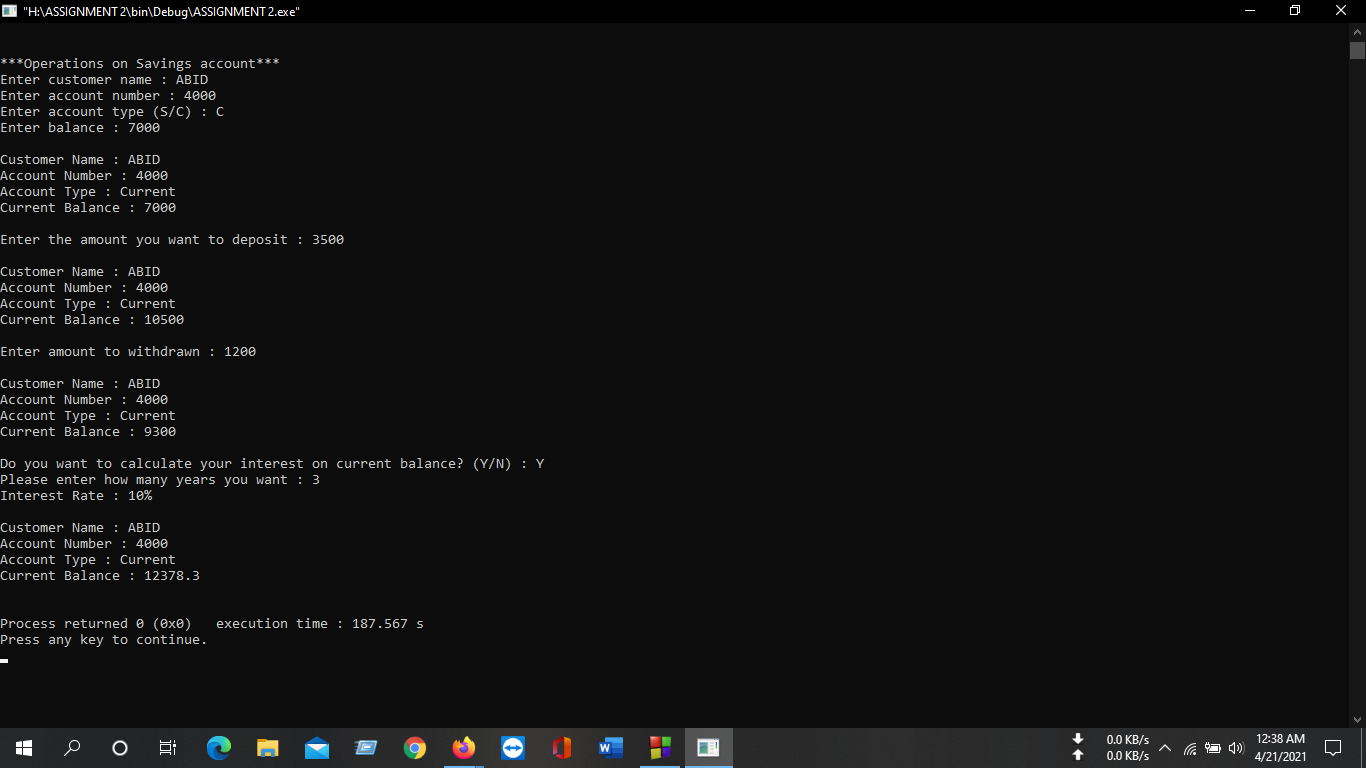 "H:\ASSIGNMENT 2\bin\Debug\ASSIGNMENT 2.exe"
***Operations on Savings account***
Enter customer name : ABID
Enter account number : 4000
Enter account type (S/C) : C
Enter balance : 7000
Customer Name : ABID
Account Number : 4000
Account Type : Current
Current Balance : 7000
Enter the amount you want to deposit : 3500
Customer Name : ABID
Account Number : 4000
Account Type : Current
Current Balance : 10500
Enter amount to withdrawn : 1200
Customer Name : ABID
Account Number : 4000
Account Type : Current
Current Balance : 9300
Do you want to calculate your interest on current balance? (Y/N) : Y
Please enter how many years you want : 3
Interest Rate : 10%
Customer Name : ABID
Account Number : 4000
Account Type : Current
Current Balance : 12378.3
Process returned 0 (0x0)   execution time : 187.567 s
Press any key to continue.
0.0 KB/s
0.0 KB/s
12:38 AM
4/21/2021